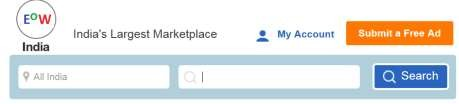 EOW
India
India's Largest Marketplace
My Account
Submit a Free Ad
All India
Search